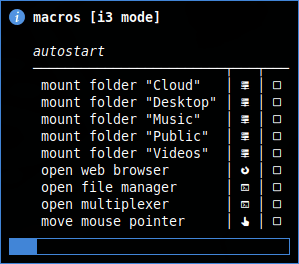 macros [i3 mode]
autostart
mount folder "Cloud"
mount folder "Desktop"
mount folder "Music"
mount folder "Public"
mount folder "Videos"
open web browser
open file manager
open multiplexer
move mouse pointer